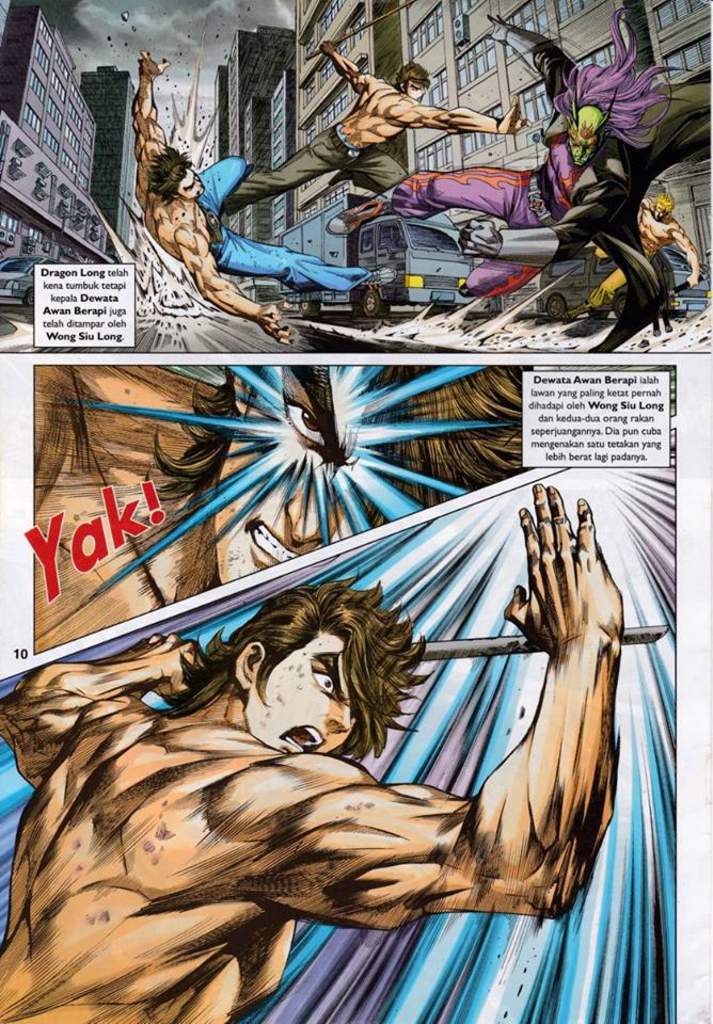 Dragon Long telah
kena tumbuk tetapi
kepala Dewata
Awan Berapi juga
telah ditampar oleh
Wong Siu Long.
Dewata Awan Berapi ialah
lawan yang paling ketat pernah
dihadapi oleh Wong Siu Long
dan kedua-dua orang rakan
seperjuangannya. Dia pun cuba
mengenakan satu tetakan yang
lebih berat lagi padanya.
Yak!
10